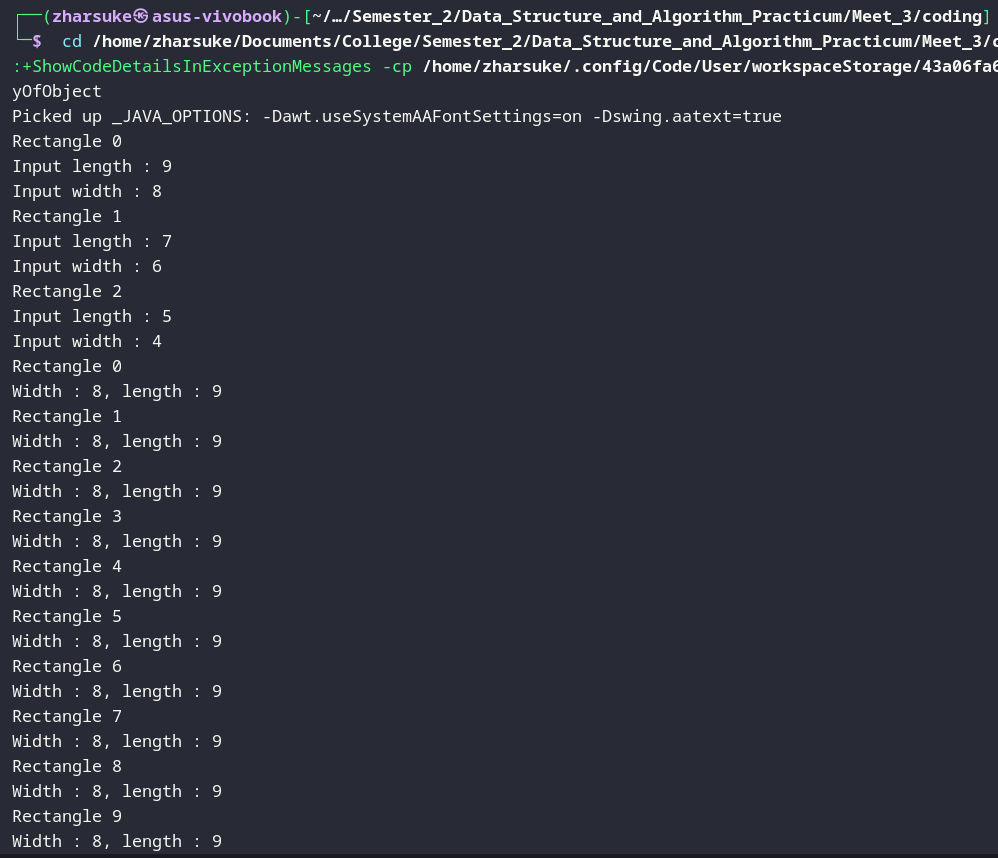 ┌──(zharsuke㉿asus-vivobook)-[~/…/Semester_2/Data_Structure_and_Algorithm_Practicum/Meet_3/coding]
└─$  cd /home/zharsuke/Documents/College/Semester_2/Data_Structure_and_Algorithm_Practicum/Meet_3/c
:+ShowCodeDetailsInExceptionMessages -cp /home/zharsuke/.config/Code/User/workspaceStorage/43a06fa6
yOfObject
Picked up _JAVA_OPTIONS: -Dawt.useSystemAAFontSettings=on -Dswing.aatext=true
Rectangle 0
Input length : 9
Input width : 8
Rectangle 1
Input length : 7
Input width : 6
Rectangle 2
Input length : 5
Input width : 4
Rectangle 0
Width : 8, length : 9
Rectangle 1
Width : 8, length : 9
Rectangle 2
Width : 8, length : 9
Rectangle 3
Width : 8, length : 9
Rectangle 4
Width : 8, length : 9
Rectangle 5
Width : 8, length : 9
Rectangle 6
Width : 8, length : 9
Rectangle 7
Width : 8, length : 9
Rectangle 8
Width : 8, length : 9
Rectangle 9
Width : 8, length : 9